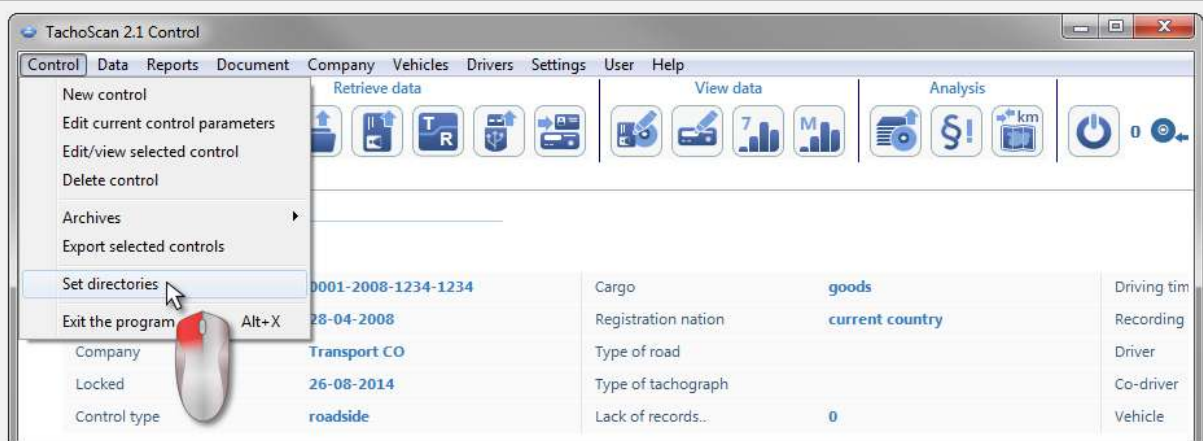 TachoScan 2.1 Control
Control Data Reports Document Company Vehicles Drivers Settings User Help
New control
Edit current control parameters
Edit/view selected control
Delete control
Archives
Export selected controls
Set directories
Exit the program Alt+X
Retrieve data View data Analysis
T R 7 M §! km 0
0001-2008-1234-1234 Cargo goods Driving tim
28-04-2008 Registration nation current country Recording
Company Transport CO Type of road Driver
Locked 26-08-2014 Type of tachograph Co-driver
Control type roadside Lack of records.. 0 Vehicle